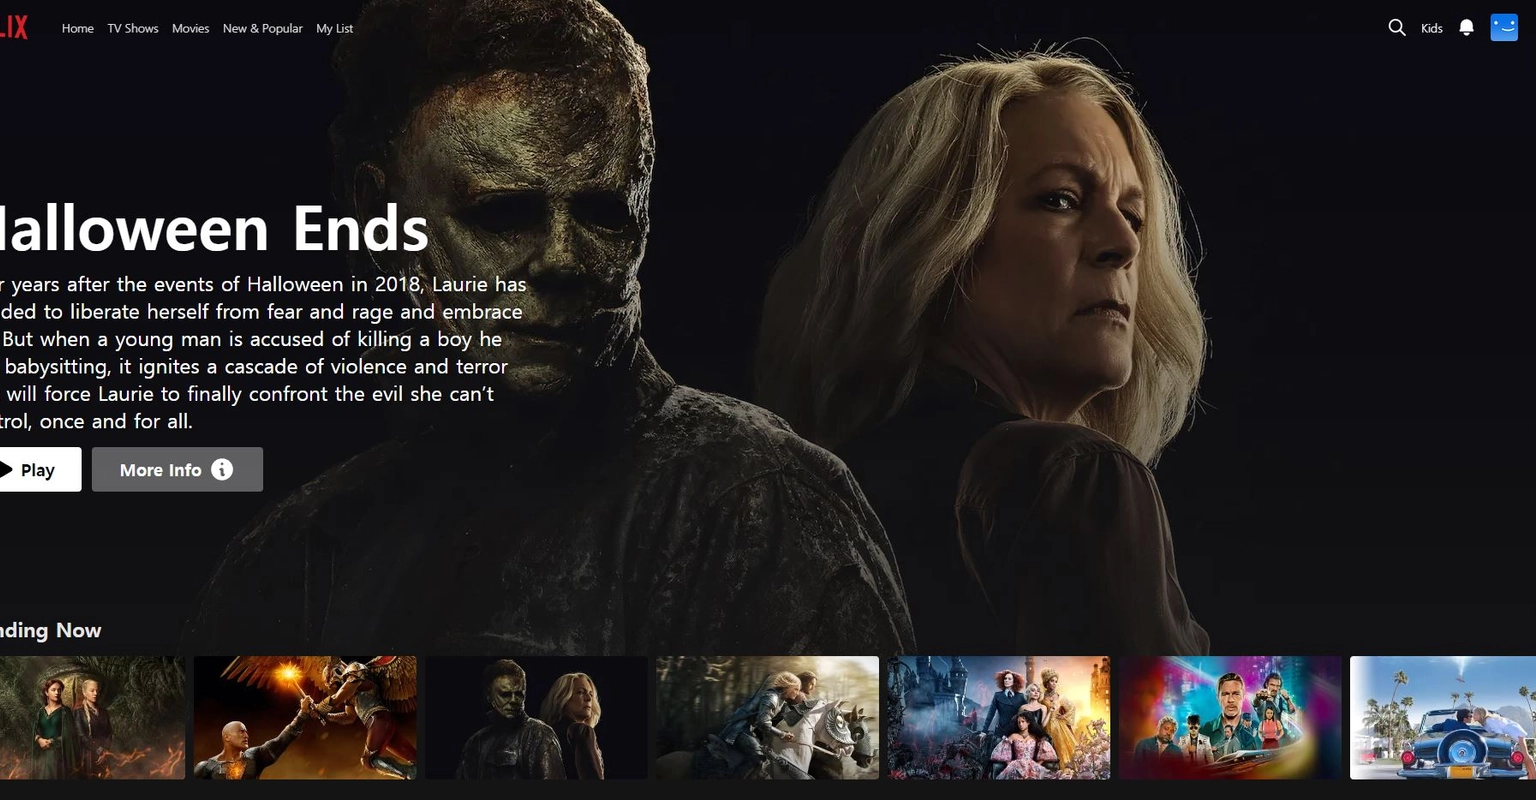 LIX
Home TV Shows Movies New & Popular My List
Kids
alloween Ends
r years after the events of Halloween in 2018, Laurie has
ded to liberate herself from fear and rage and embrace
But when a young man is accused of killing a boy he
babysitting, it ignites a cascade of violence and terror
will force Laurie to finally confront the evil she can’t
trol, once and for all.
Play More Info
nding Now